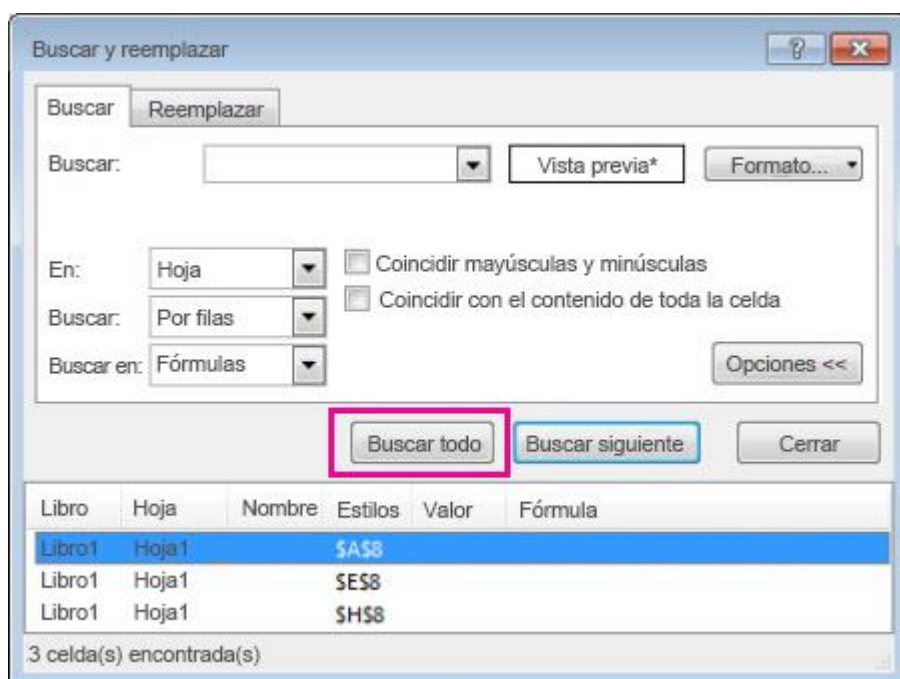 Buscar y reemplazar
Buscar Reemplazar
Buscar: Vista previa* Formato...
En: Hoja Coincidir mayúsculas y minúsculas
Buscar: Por filas Coincidir con el contenido de toda la celda
Buscar en: Fórmulas Opciones <<
Buscar todo Buscar siguiente Cerrar
Libro Hoja Nombre Estilos Valor Fórmula
Libro1 Hoja1 $A$8
Libro1 Hoja1 $E$8
Libro1 Hoja1 $H$8
3 celda(s) encontrada(s)